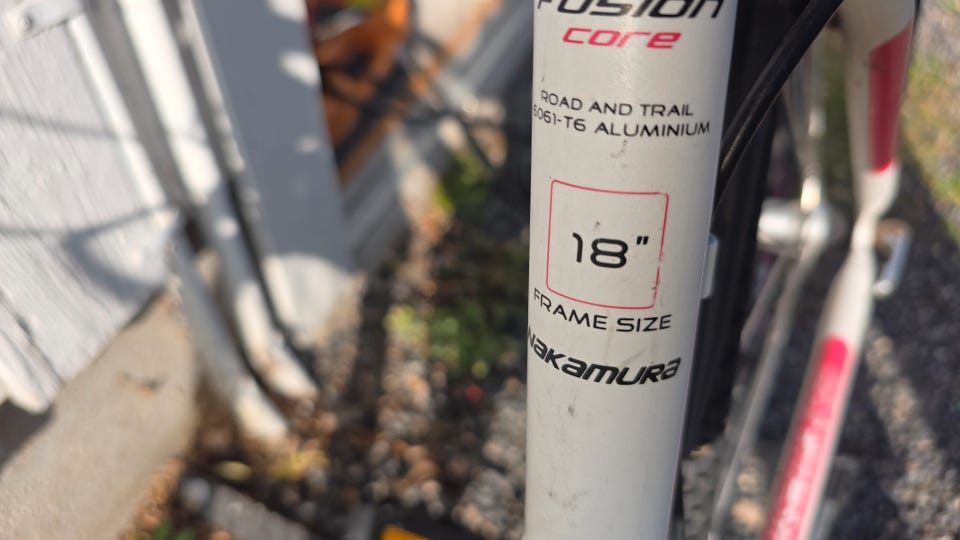 Fusion
core
ROAD AND TRAIL
6061-T6 ALUMINIUM
18"
FRAME SIZE
NAKAMURA